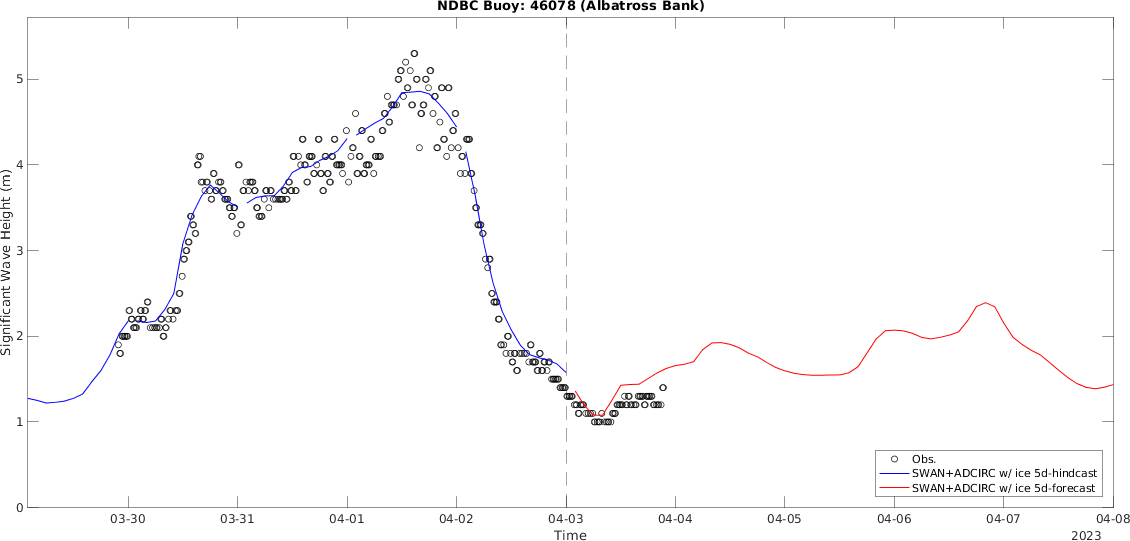 NDBC Buoy: 46078 (Albatross Bank)
Significant Wave Height (m)
5
4
3
2
1
0
Obs.
SWAN+ADCIRC w/ ice 5d-hindcast
SWAN+ADCIRC w/ ice 5d-forecast
03-30 03-31 04-01 04-02 04-03 04-04 04-05 04-06 04-07 04-08
Time
2023